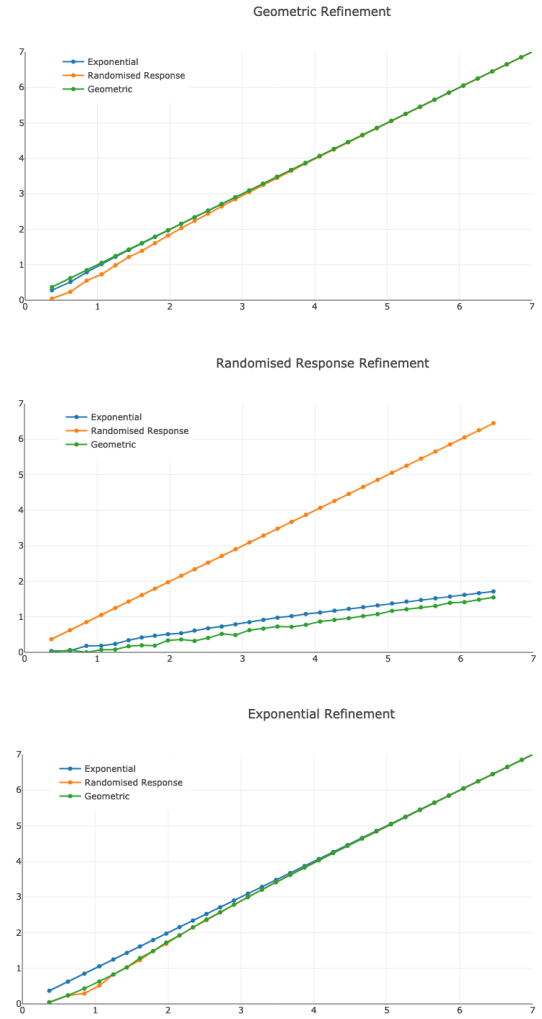 Geometric Refinement
7
Exponential
Randomised Response
Geometric
6
5
4
3
2
1
0
0 1 2 3 4 5 6 7
Randomised Response Refinement
7
Exponential
Randomised Response
Geometric
6
5
4
3
2
1
0
0 1 2 3 4 5 6 7
Exponential Refinement
7
Exponential
Randomised Response
Geometric
6
5
4
3
2
1
0
0 1 2 3 4 5 6 7